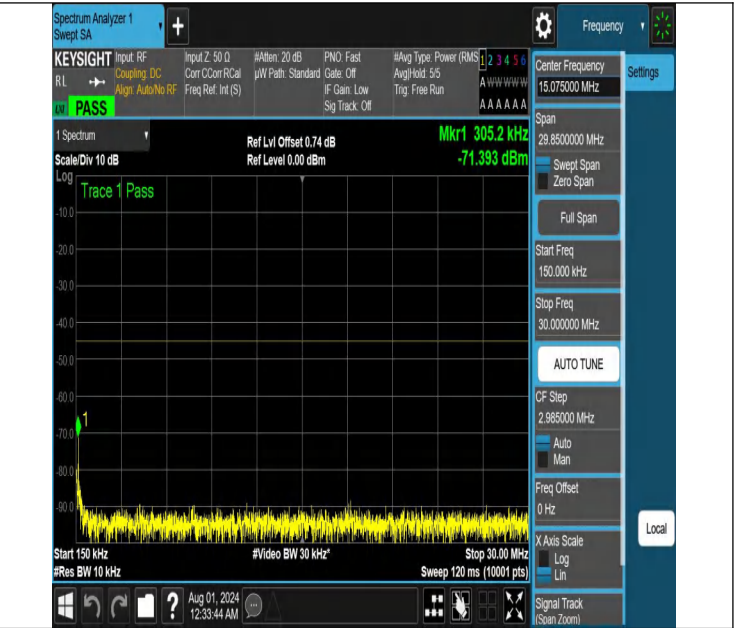 Spectrum Analyzer 1
Swept SA
+
Frequency
KEYSIGHT
RL
PASS
Input: RF
Coupling: DC
Align: Auto/No RF
Input Z: 50 Ω
Corr CCorr RCal
Freq Ref: Int (S)
#Atten: 20 dB
µW Path: Standard
PNO: Fast
Gate: Off
IF Gain: Low
Sig Track: Off
#Avg Type: Power (RMS
Avg|Hold: 5/5
Trig: Free Run
1 2 3 4 5 6
A W W W W W
A A A A A A
1 Spectrum
Scale/Div 10 dB
Ref Lvl Offset 0.74 dB
Ref Level 0.00 dBm
Mkr1 305.2 kHz
-71.393 dBm
Log
Trace 1 Pass
-10.0
-20.0
-30.0
-40.0
-50.0
-60.0
1
-70.0
-80.0
-90.0
Start 150 kHz
#Res BW 10 kHz
#Video BW 30 kHz*
Stop 30.00 MHz
Sweep 120 ms (10001 pts)
?
Aug 01, 2024
12:33:44 AM
Center Frequency
15.075000 MHz
Settings
Span
29.8500000 MHz
Swept Span
Zero Span
Full Span
Start Freq
150.000 kHz
Stop Freq
30.000000 MHz
AUTO TUNE
CF Step
2.985000 MHz
Auto
Man
Freq Offset
0 Hz
X Axis Scale
Log
Lin
Local
Signal Track
(Span Zoom)